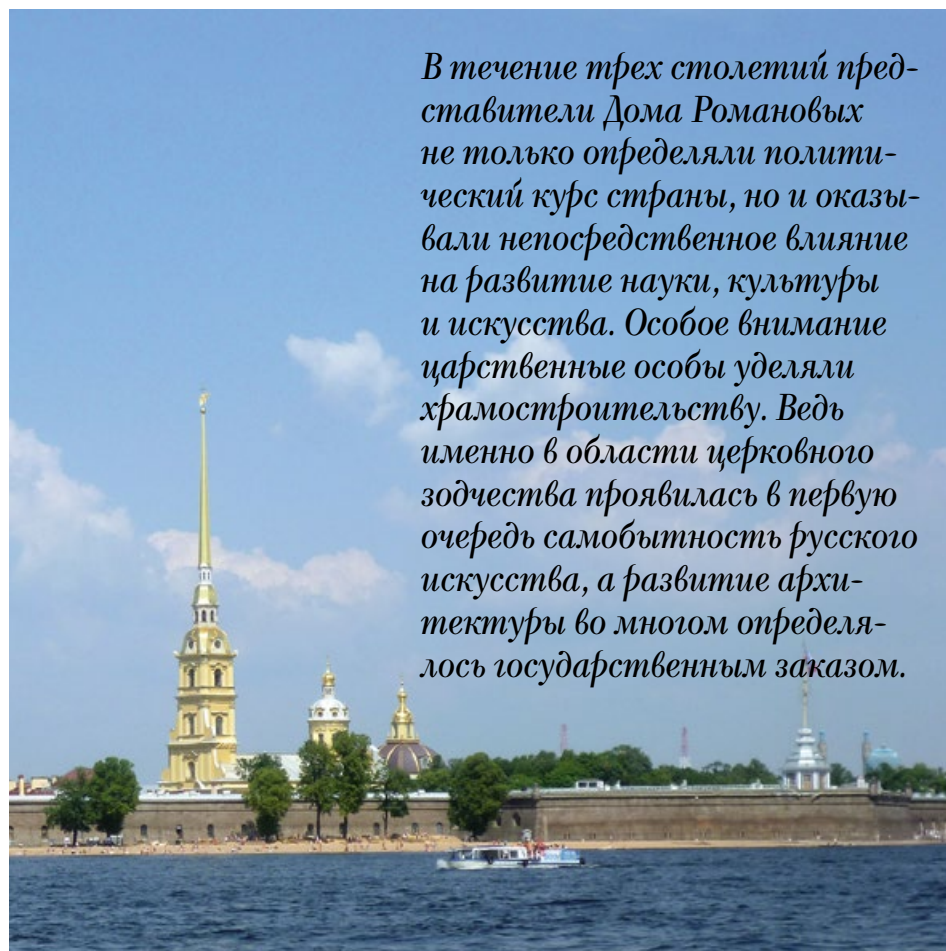 В течение трех столетий пред-
ставители Дома Романовых
не только определяли полити-
ческий курс страны, но и оказы-
вали непосредственное влияние
на развитие науки, культуры
и искусства. Особое внимание
царственные особы уделяли
храмостроительству. Ведь
именно в области церковного
зодчества проявилась в первую
очередь самобытность русского
искусства, а развитие архи-
тектуры во многом определя-
лось государственным заказом.